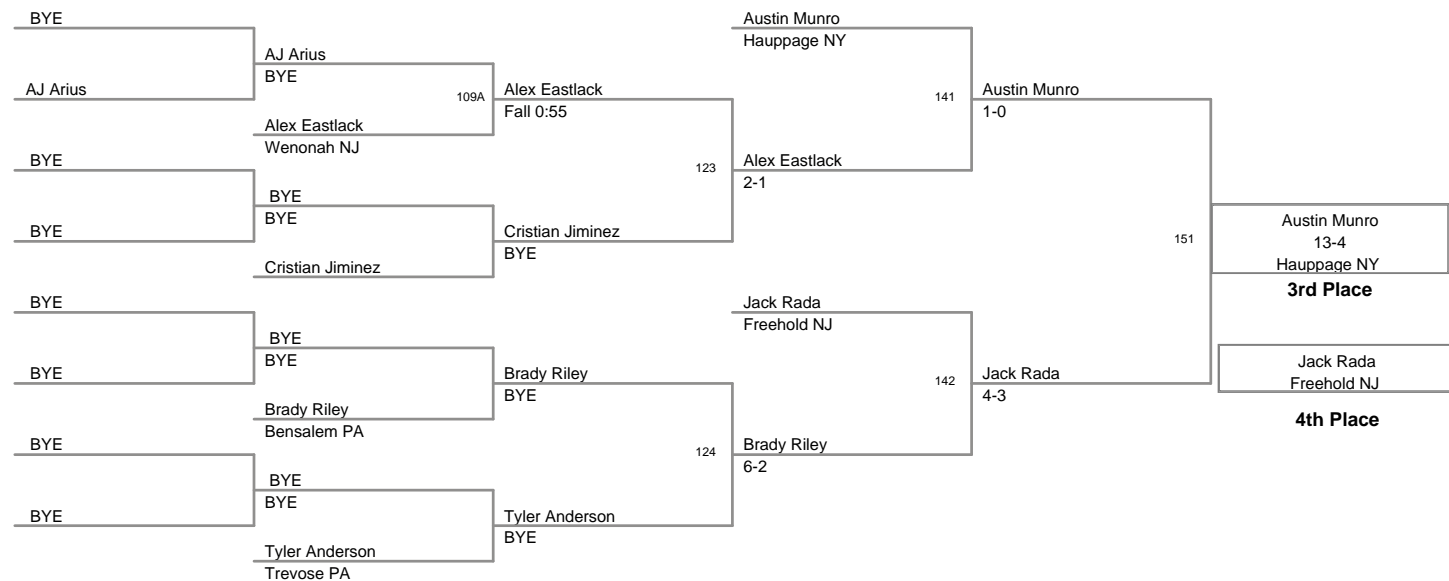 BYE
AJ Arius
BYE
BYE
BYE
BYE
BYE
BYE
AJ Arius
BYE
Alex Eastlack
Wenonah NJ
BYE
BYE
Cristian Jiminez
BYE
BYE
Brady Riley
Bensalem PA
BYE
BYE
Tyler Anderson
Trevose PA
109A
Alex Eastlack
Fall 0:55
Cristian Jiminez
BYE
Brady Riley
BYE
Tyler Anderson
BYE
Austin Munro
Hauppage NY
123
Alex Eastlack
2-1
Jack Rada
Freehold NJ
124
Brady Riley
6-2
141
Austin Munro
1-0
142
Jack Rada
4-3
151
Austin Munro
13-4
Hauppage NY
3rd Place
Jack Rada
Freehold NJ
4th Place